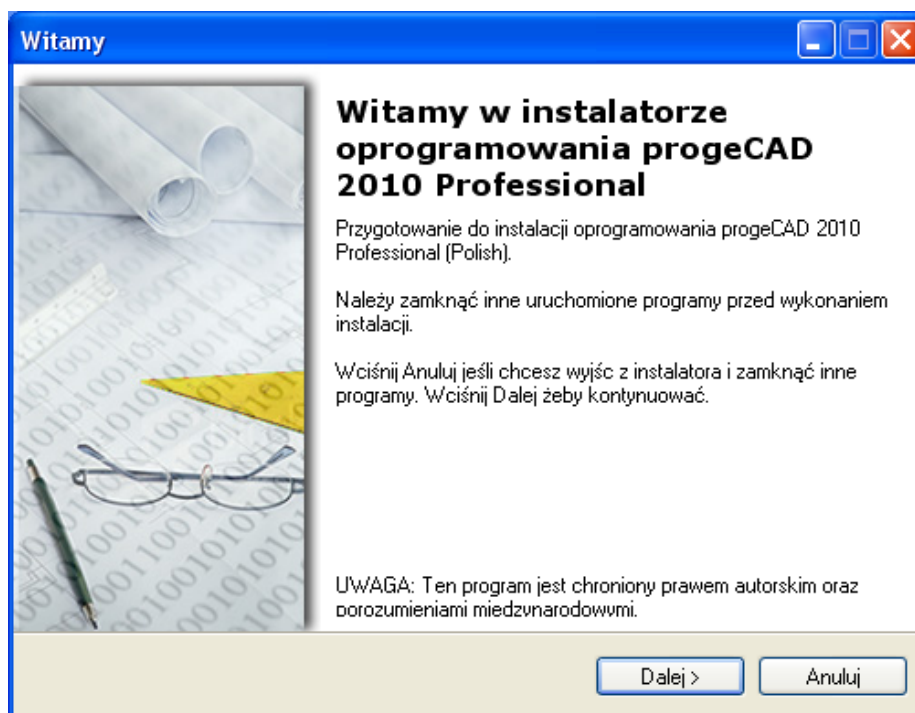 Witamy
Witamy w instalatorze
oprogramowania progeCAD
2010 Professional
Przygotowanie do instalacji oprogramowania progeCAD 2010
Professional (Polish).
Należy zamknąć inne uruchomione programy przed wykonaniem
instalacji.
Wciśnij Anuluj jeśli chcesz wyjśc z instalatora i zamknąć inne
programy. Wciśnij Dalej żeby kontynuować.
UWAGA: Ten program jest chroniony prawem autorskim oraz
porozumieniami miedzynarodowymi.
Dalej >
Anuluj